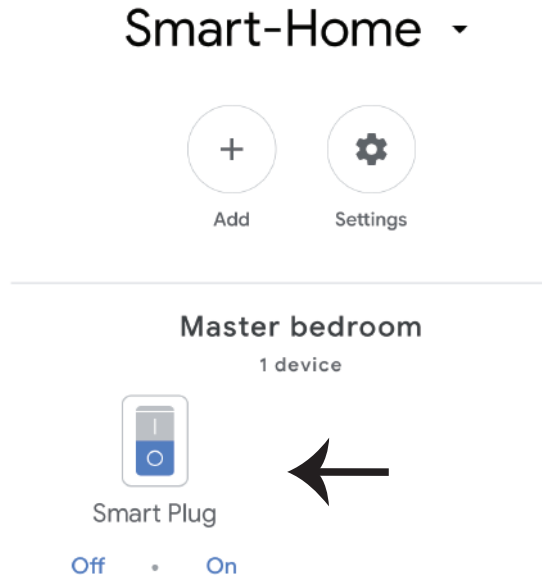 Smart-Home
Add Settings
Master bedroom
1 device
Smart Plug
Off • On